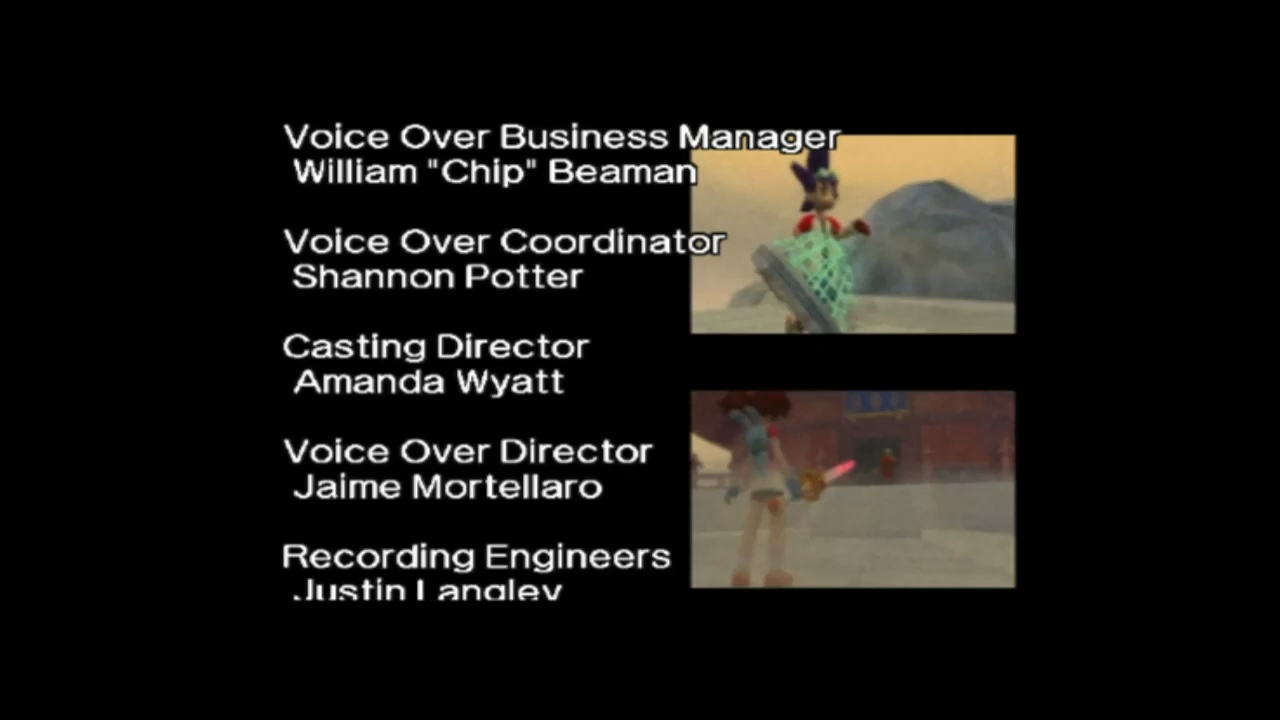 Voice Over Business Manager
William "Chip" Beaman
Voice Over Coordinator
Shannon Potter
Casting Director
Amanda Wyatt
Voice Over Director
Jaime Mortellaro
Recording Engineers
Justin Langley